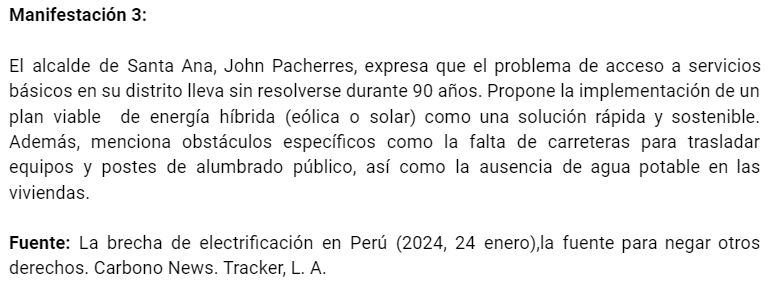 Manifestación 3:
El alcalde de Santa Ana, John Pacherres, expresa que el problema de acceso a servicios
básicos en su distrito lleva sin resolverse durante 90 años. Propone la implementación de un
plan viable  de energía híbrida (eólica o solar) como una solución rápida y sostenible.
Además, menciona obstáculos específicos como la falta de carreteras para trasladar
equipos y postes de alumbrado público, así como la ausencia de agua potable en las
viviendas.
Fuente: La brecha de electrificación en Perú (2024, 24 enero),la fuente para negar otros
derechos. Carbono News. Tracker, L. A.